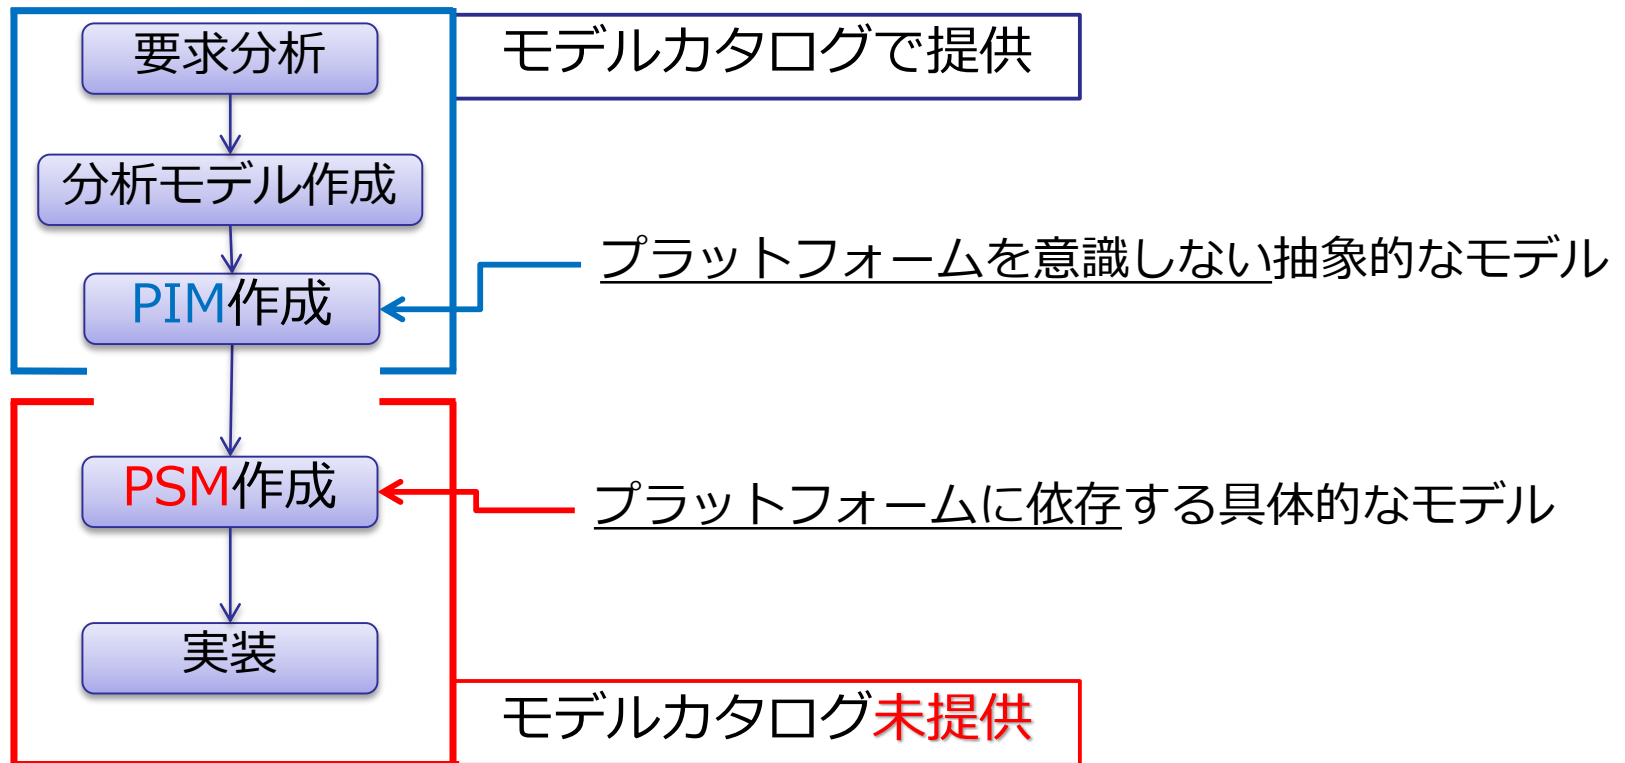 要求分析
モデルカタログで提供
分析モデル作成
プラットフォームを意識しない抽象的なモデル
PIM作成
PSM作成
プラットフォームに依存する具体的なモデル
実装
モデルカタログ未提供